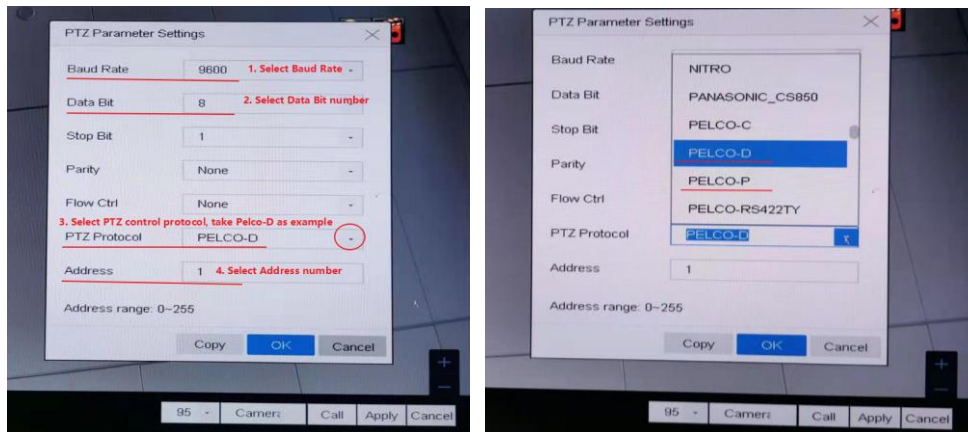 PTZ Parameter Settings
Baud Rate 9600 1. Select Baud Rate
Data Bit 8 2. Select Data Bit number
Stop Bit 1
Parity None
Flow Ctrl None
3. Select PTZ control protocol, take Pelco-D as example
PTZ Protocol PELCO-D
Address 1 4. Select Address number
Address range: 0~255
Copy OK Cancel
95 Camera Call Apply Cancel
PTZ Parameter Settings
Baud Rate
NITRO
Data Bit PANASONIC_CS850
Stop Bit PELCO-C
PELCO-D
Parity
PELCO-P
Flow Ctrl PELCO-RS422TY
PTZ Protocol PELCO-D
Address 1
Address range: 0~255
Copy OK Cancel
95 Camera Call Apply Cancel